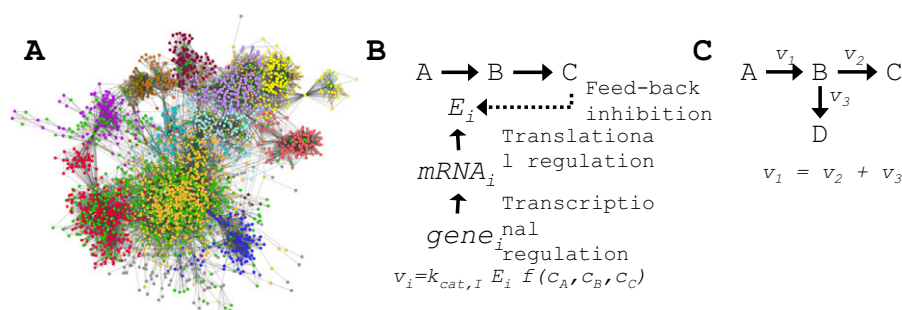 A
B
A → B → C
E_i
Feed-back
inhibition
Translationa
l regulation
mRNA_i
Transcriptio
nal
regulation
gene_i
v_i=k_cat,I E_i f(c_A,c_B,c_C)
C
v_1 v_2
A → B → C
v_3
D
v_1 = v_2 + v_3